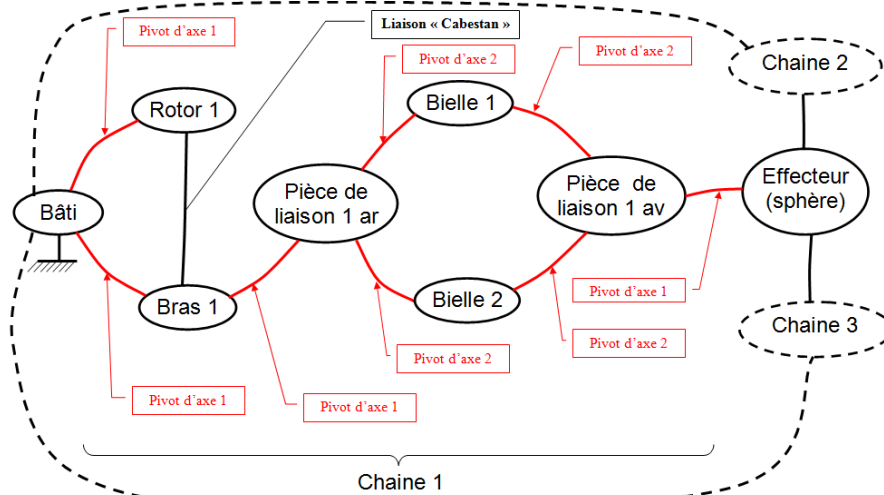 Pivot d’axe 1
Liaison « Cabestan »
Pivot d’axe 2
Pivot d’axe 2
Chaine 2
Rotor 1
Bielle 1
Bâti
Pièce de
liaison 1 ar
Pièce de
liaison 1 av
Effecteur
(sphère)
Bras 1
Bielle 2
Pivot d’axe 1
Chaine 3
Pivot d’axe 2
Pivot d’axe 2
Pivot d’axe 1
Pivot d’axe 1
Chaine 1